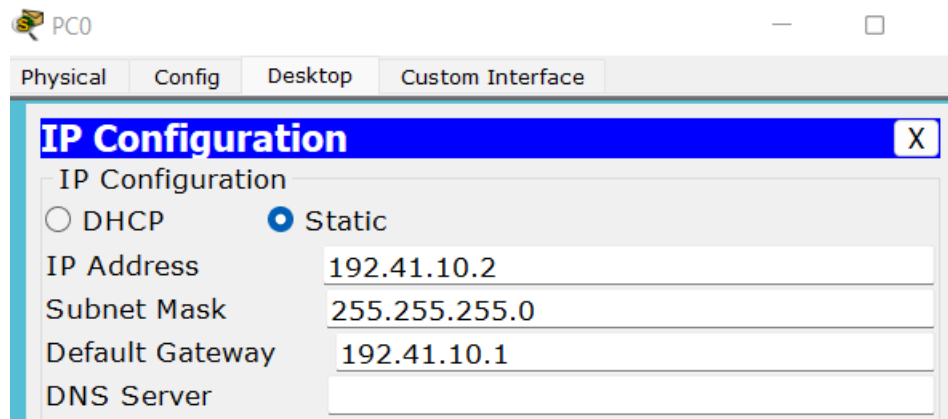 PC0
Physical Config Desktop Custom Interface
IP Configuration X
IP Configuration
DHCP Static
IP Address 192.41.10.2
Subnet Mask 255.255.255.0
Default Gateway 192.41.10.1
DNS Server